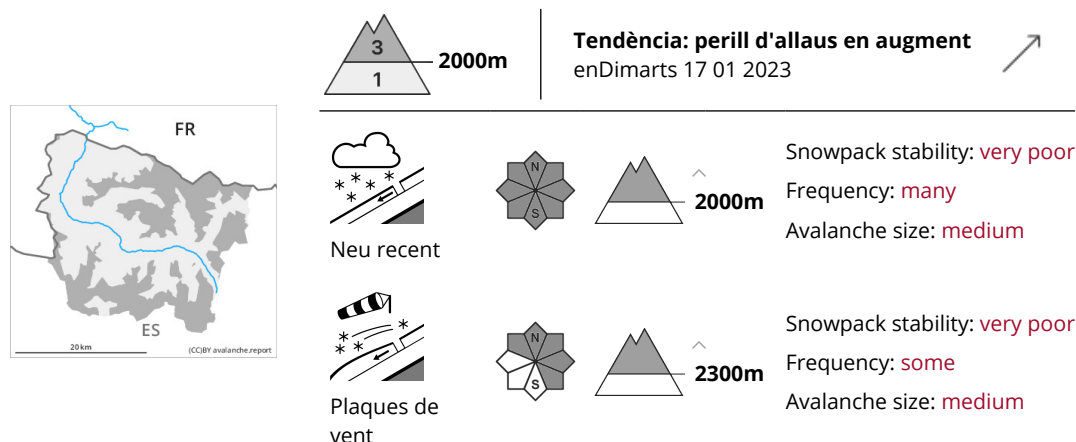 3
1
2000m
Tendència: perill d'allaus en augment
enDimarts 17 01 2023
FR
ES
20 km
(CC)BY avalanche.report
N
S
2000m
Neu recent
Snowpack stability: very poor
Frequency: many
Avalanche size: medium
N
S
2300m
Plaques de
vent
Snowpack stability: very poor
Frequency: some
Avalanche size: medium